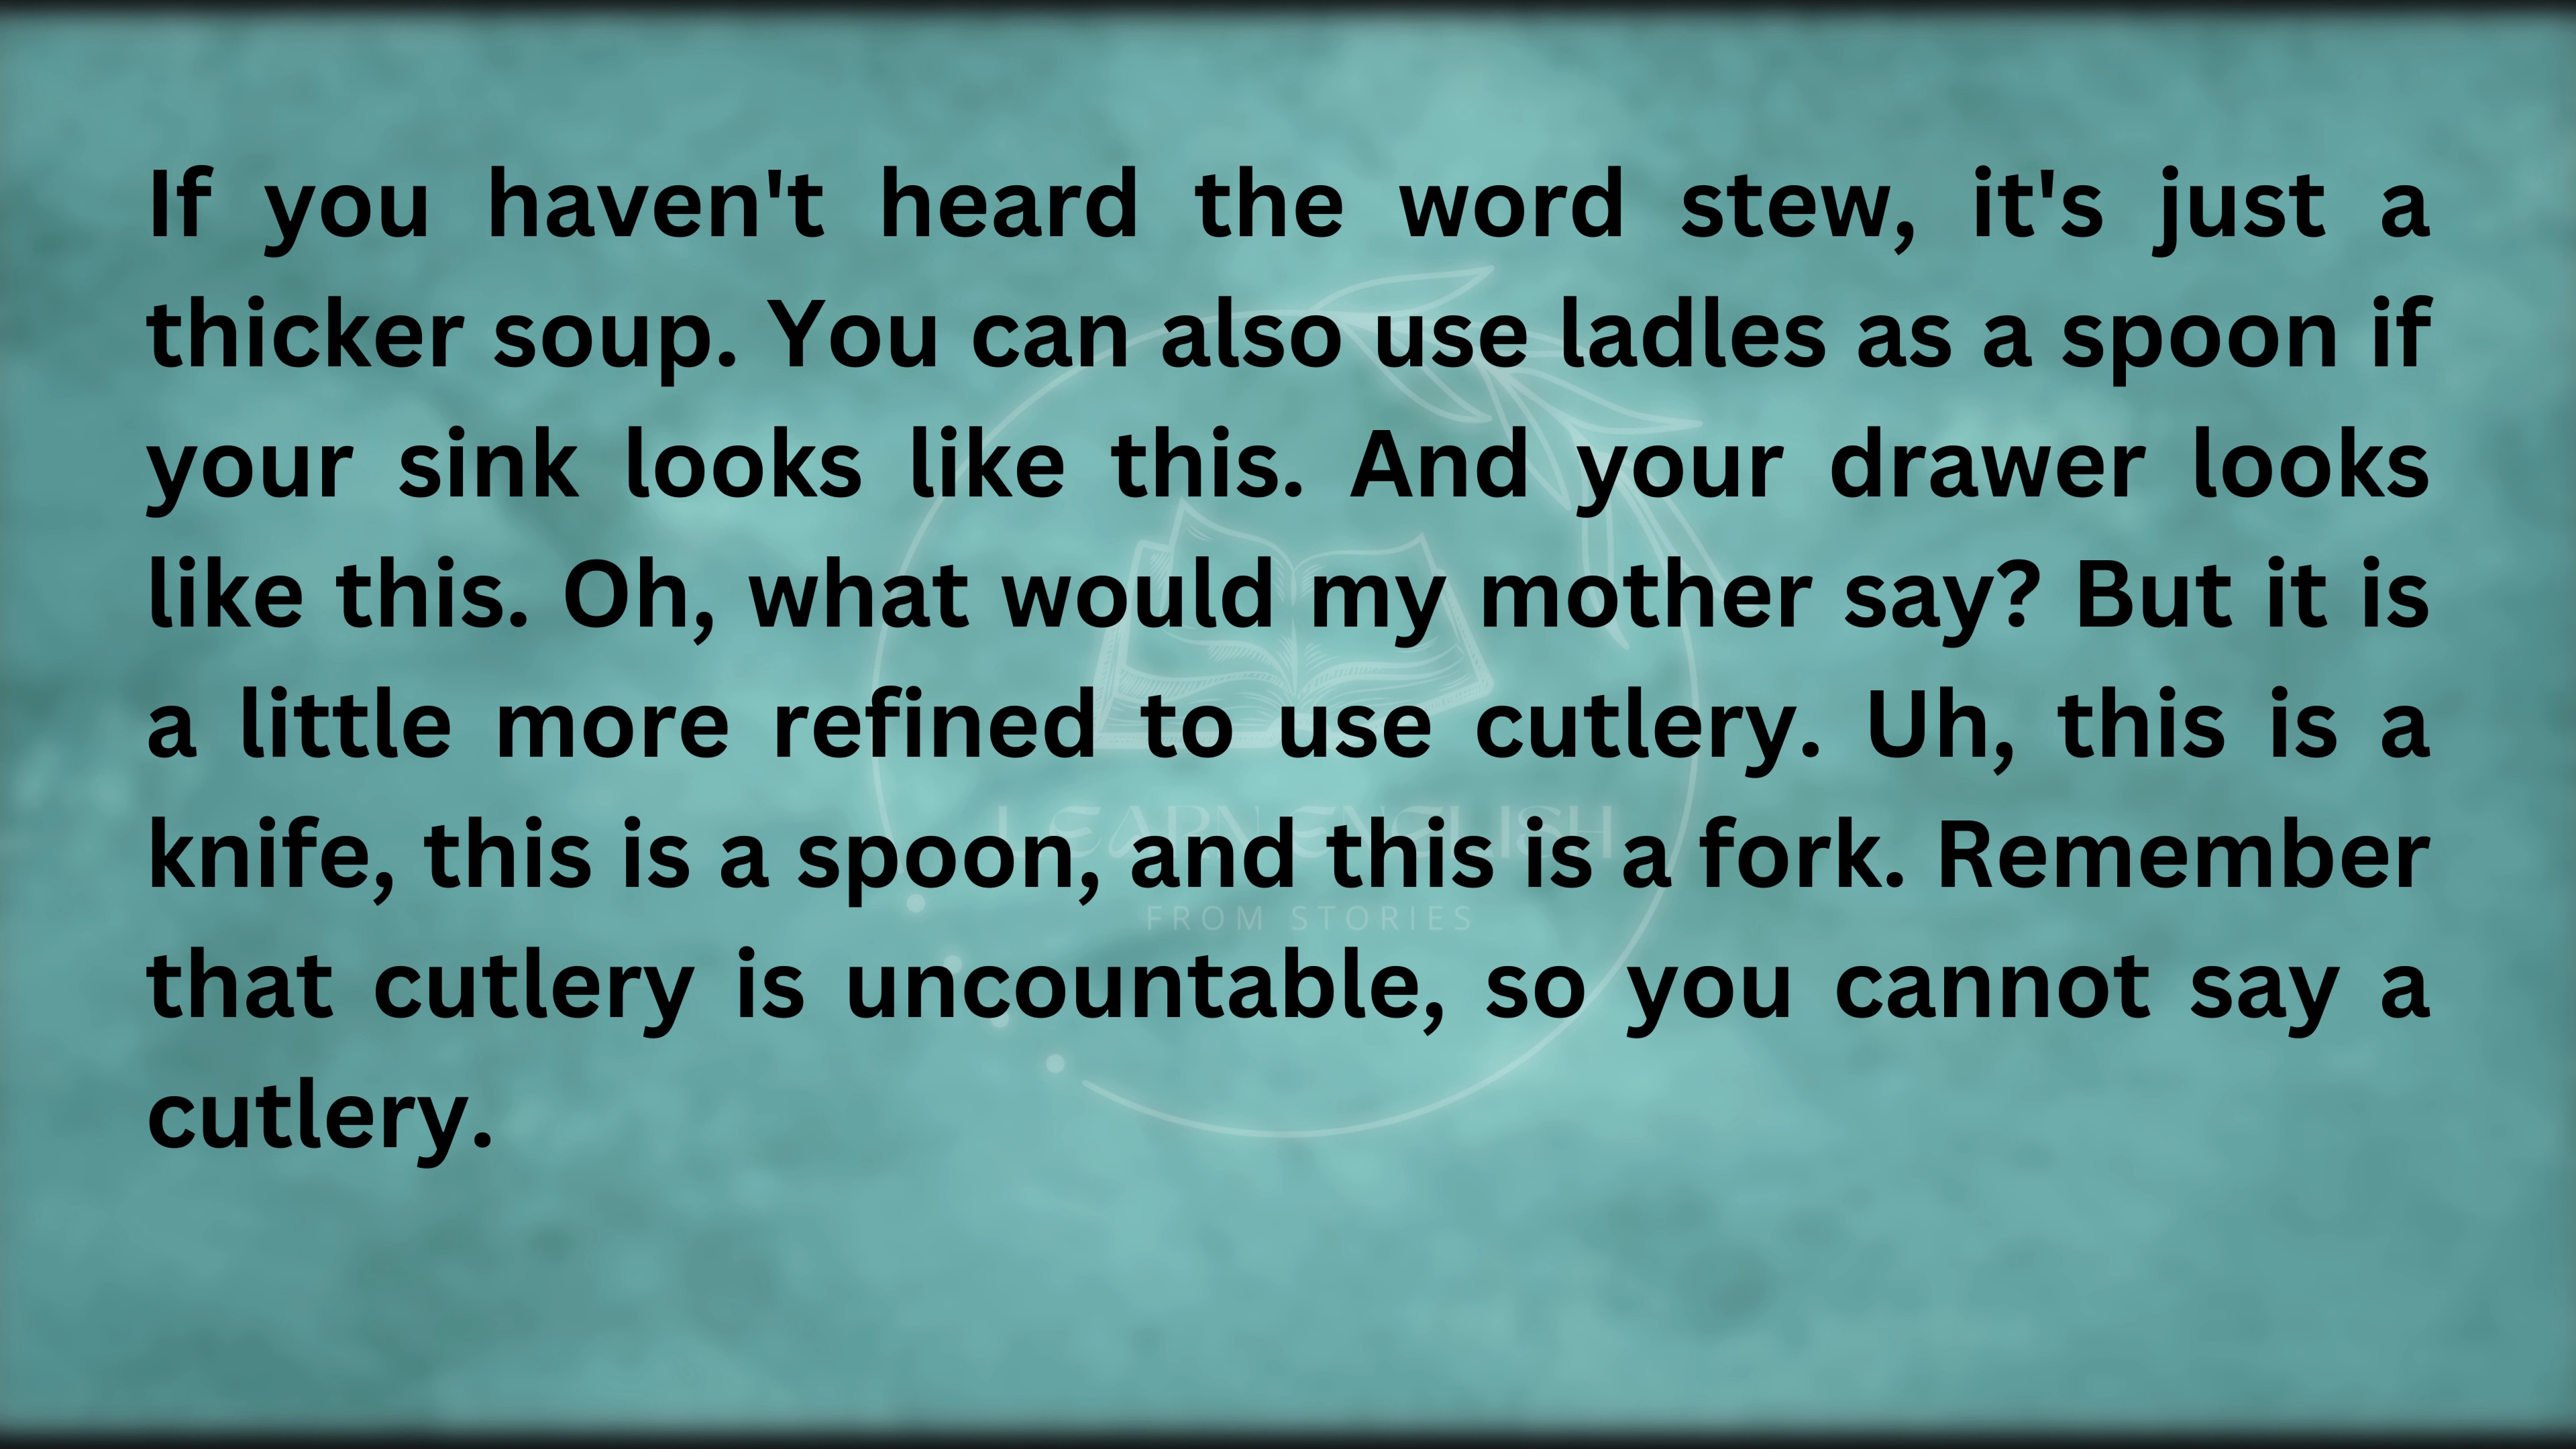 If you haven't heard the word stew, it's just a
thicker soup. You can also use ladles as a spoon if
your sink looks like this. And your drawer looks
like this. Oh, what would my mother say? But it is
a little more refined to use cutlery. Uh, this is a
knife, this is a spoon, and this is a fork. Remember
that cutlery is uncountable, so you cannot say a
cutlery.
LEARN ENGLISH
FROM STORIES